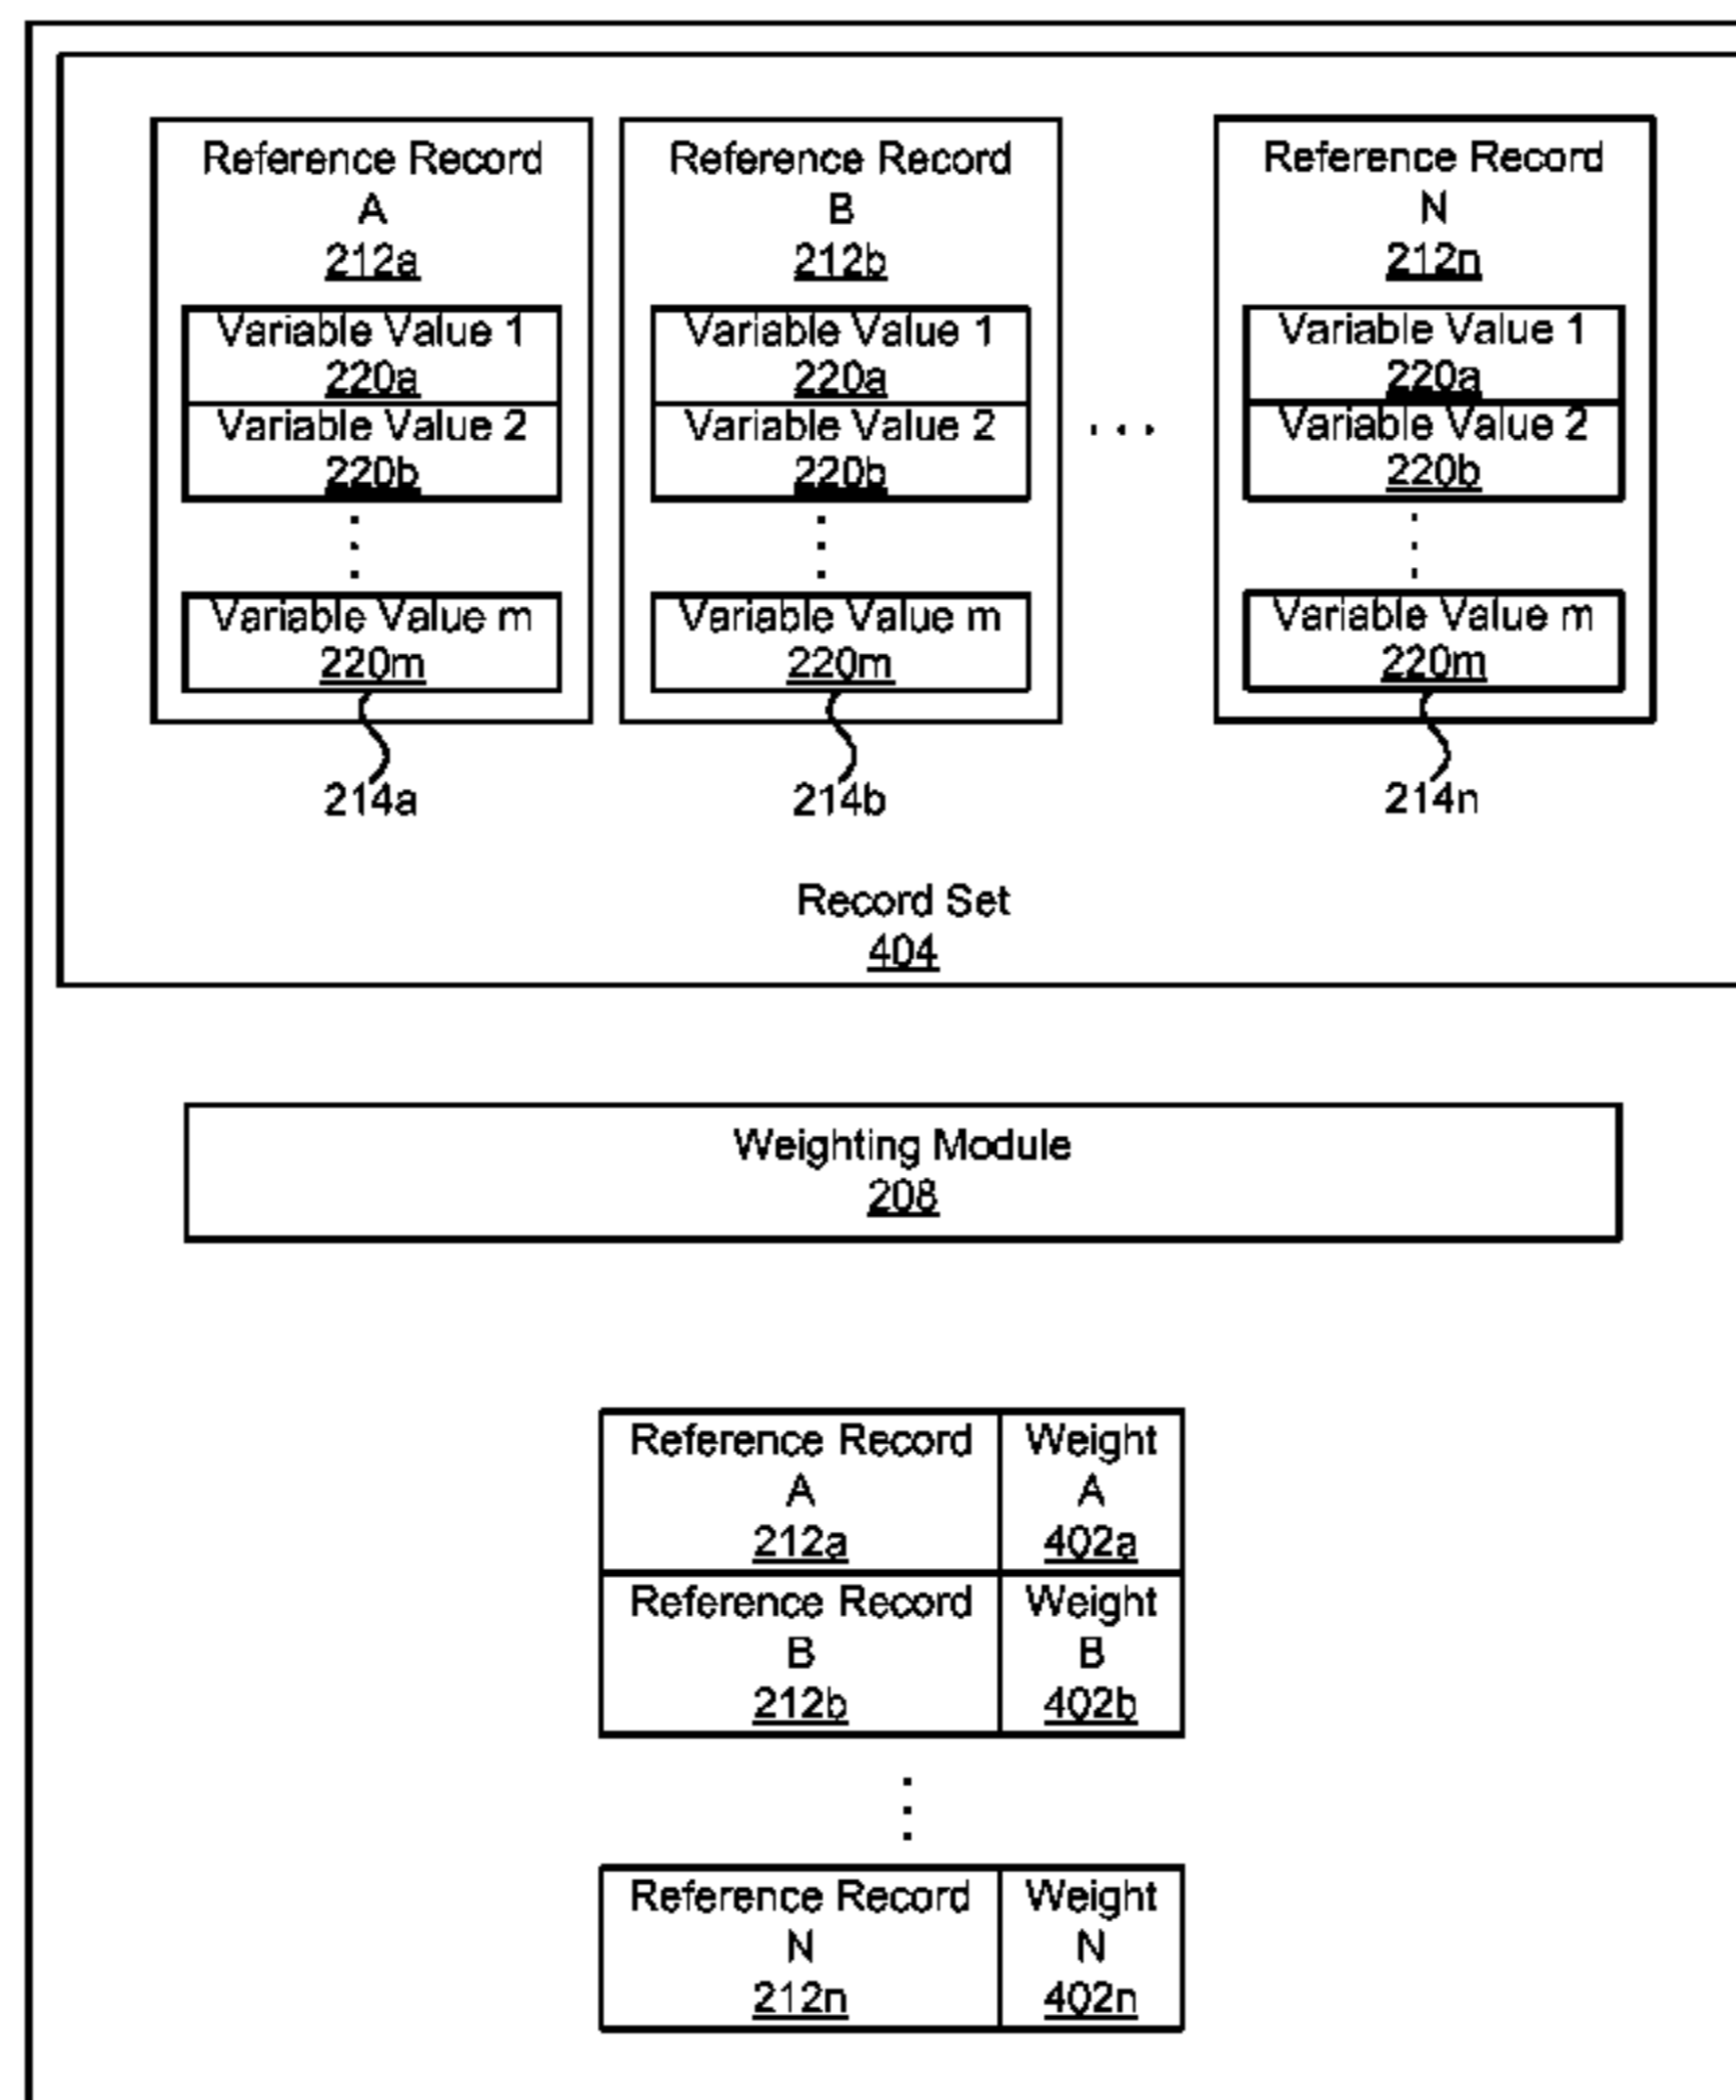 Reference Record
A
212a
Variable Value 1
220a
Variable Value 2
220b
Variable Value m
220m
214a
Reference Record
B
212b
Variable Value 1
220a
Variable Value 2
220b
Variable Value m
220m
214b
. . .
Reference Record
N
212n
Variable Value 1
220a
Variable Value 2
220b
Variable Value m
220m
214n
Record Set
404
Weighting Module
208
Reference Record
A
212a
Weight
A
402a
Reference Record
B
212b
Weight
B
402b
Reference Record
N
212n
Weight
N
402n